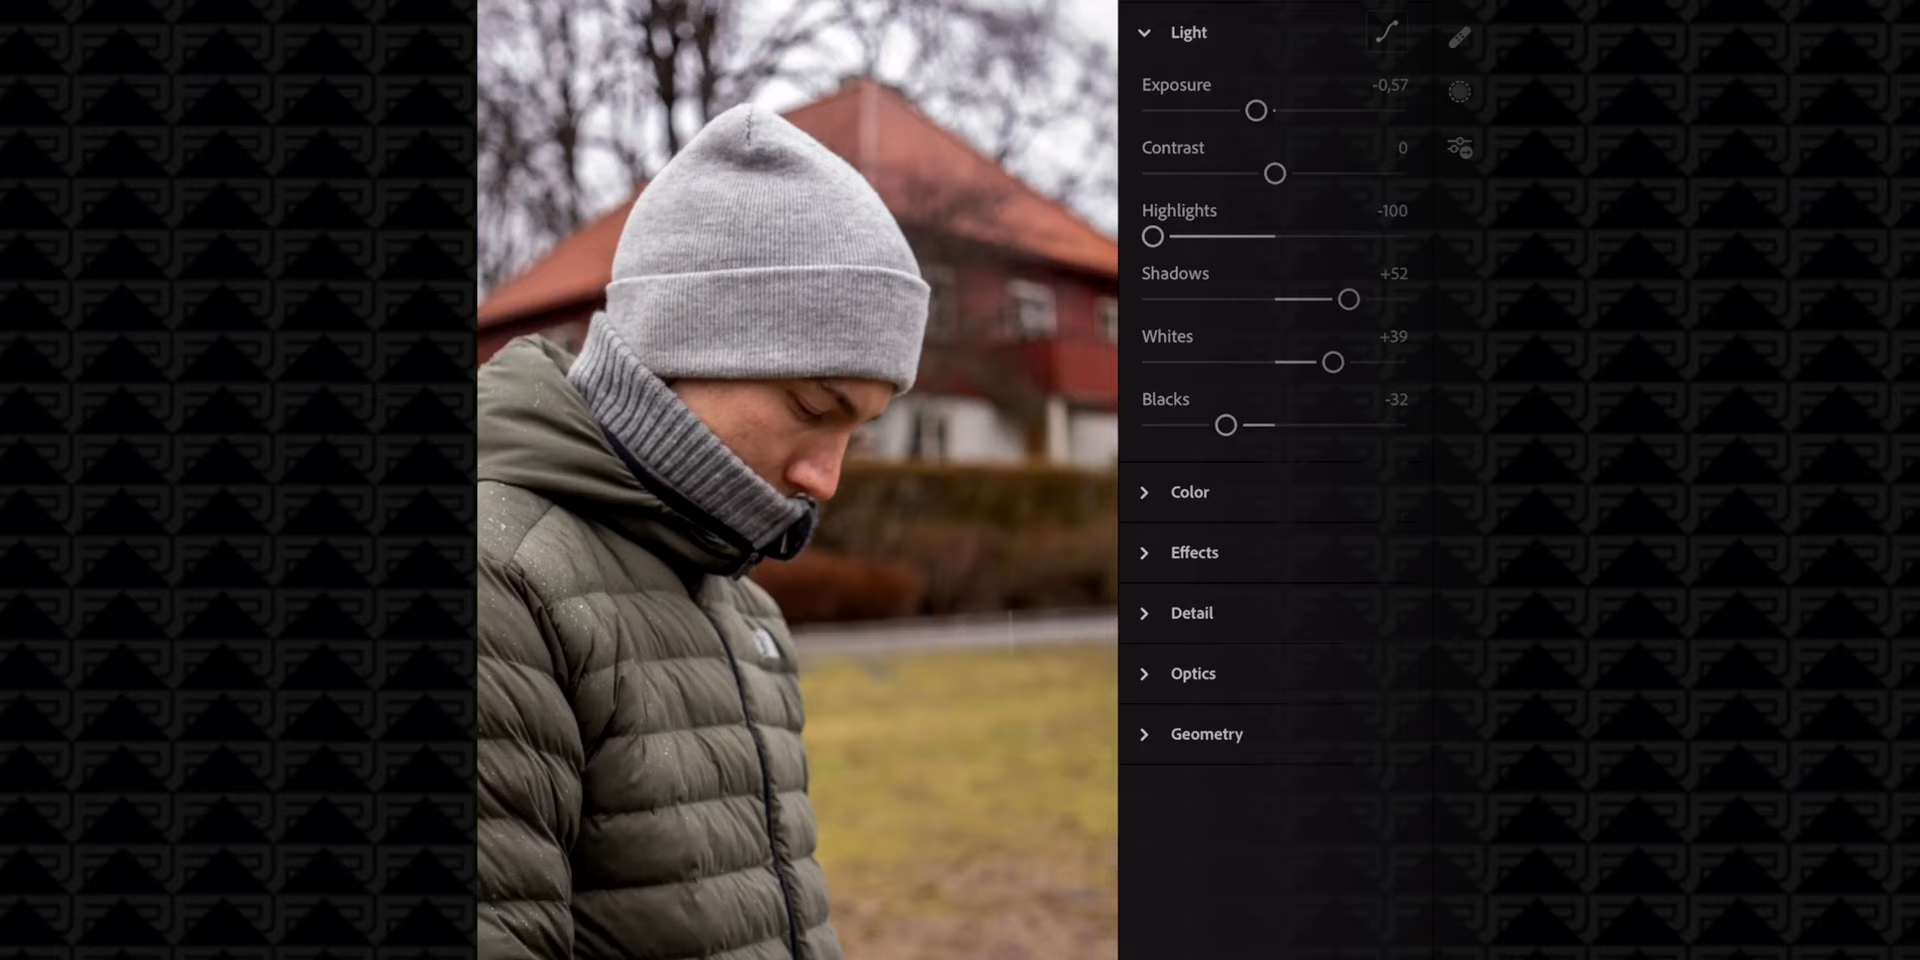 Light
Exposure -0,57
Contrast 0
Highlights -100
Shadows +52
Whites +39
Blacks -32
Color
Effects
Detail
Optics
Geometry